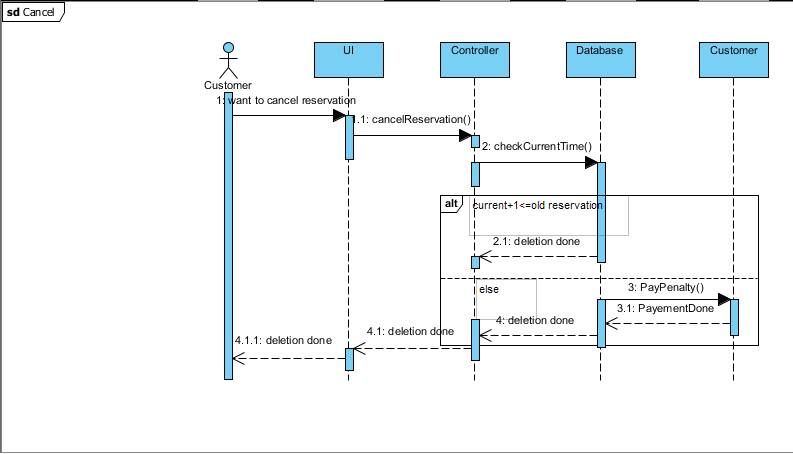 sd Cancel
UI
Controller
Database
Customer
Customer
1: want to cancel reservation
1.1: cancelReservation()
2: checkCurrentTime()
alt
current+1<=old reservation
2.1: deletion done
else
3: PayPenalty()
3.1: PayementDone
4: deletion done
4.1: deletion done
4.1.1: deletion done